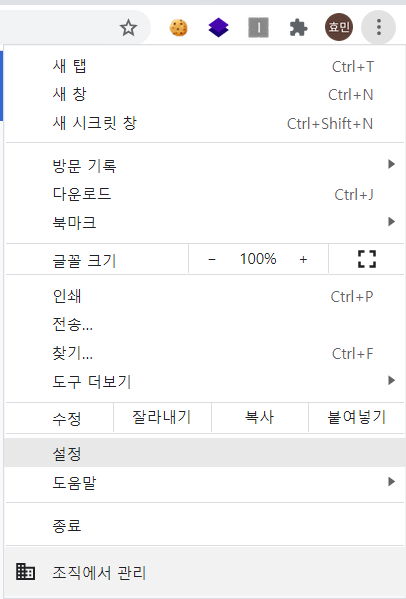 효민
새 탭 Ctrl+T
새 창 Ctrl+N
새 시크릿 창 Ctrl+Shift+N
방문 기록
다운로드 Ctrl+J
북마크
글꼴 크기 - 100% +
인쇄 Ctrl+P
전송...
찾기... Ctrl+F
도구 더보기
수정 잘라내기 복사 붙여넣기
설정
도움말
종료
조직에서 관리